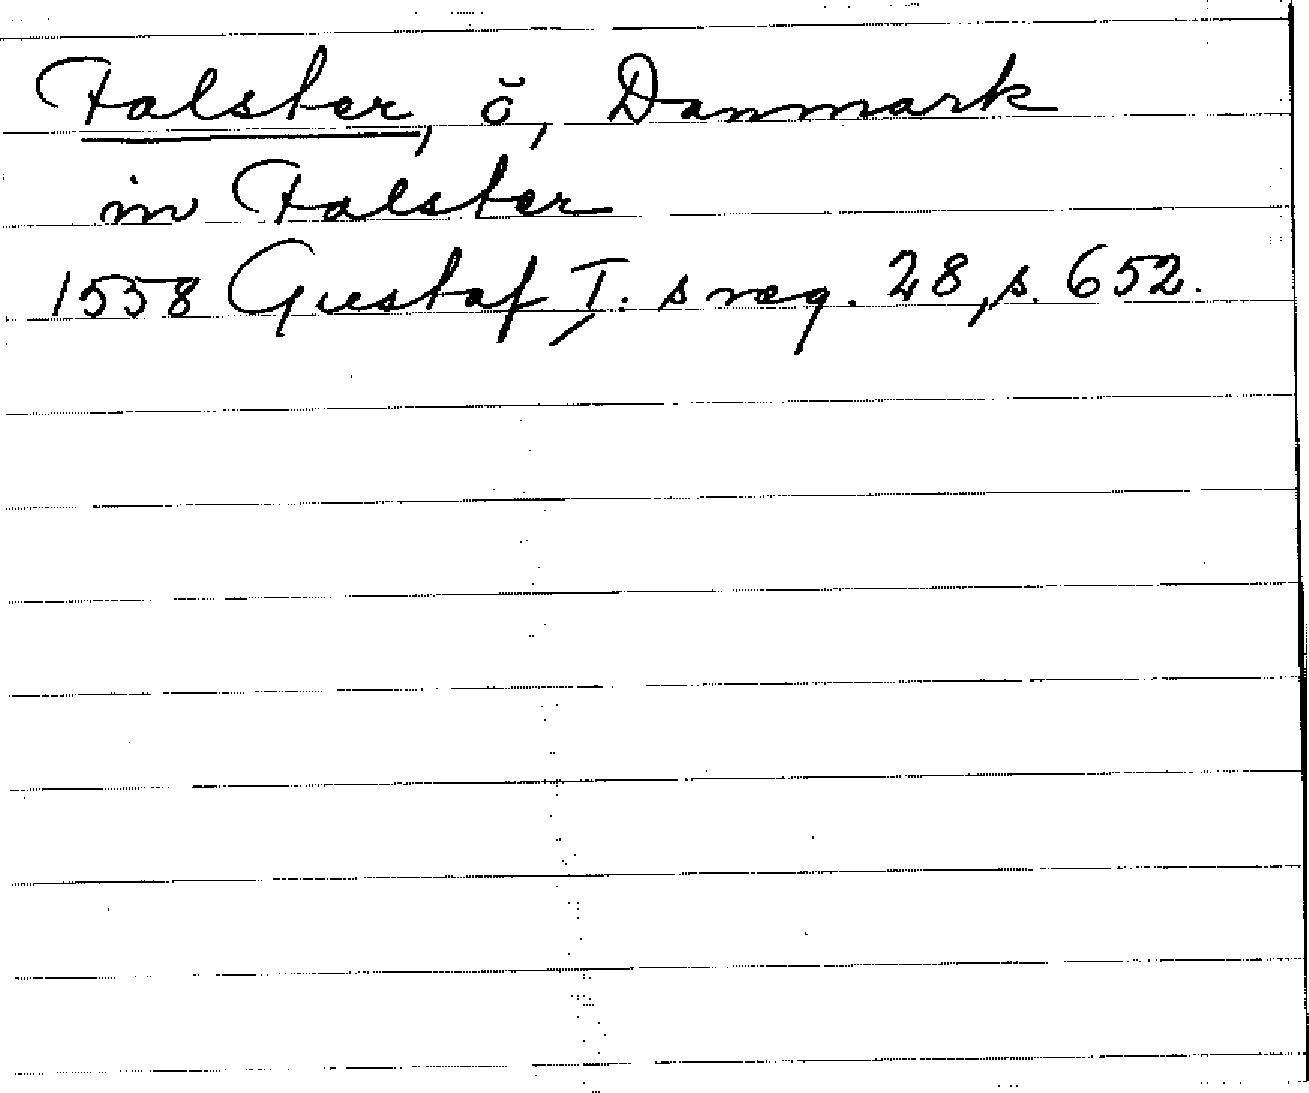 Falster, ö, Danmark
in Falster
1558 Gustaf I:s reg. 28, s. 652.